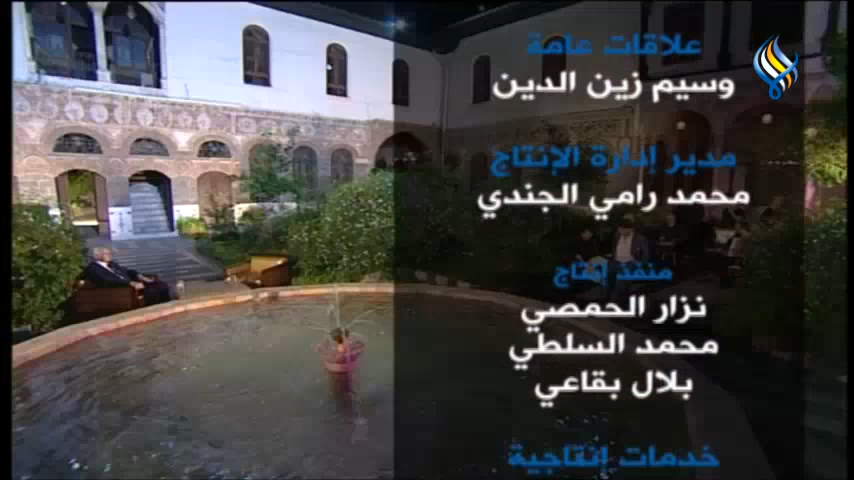 علاقات عامة
وسيم زين الدين
مدير إدارة الإنتاج
محمد رامي الجندي
منفذ إنتاج
نزار الحمصي
محمد السلطي
بلال بقاعي
خدمات إنتاجية